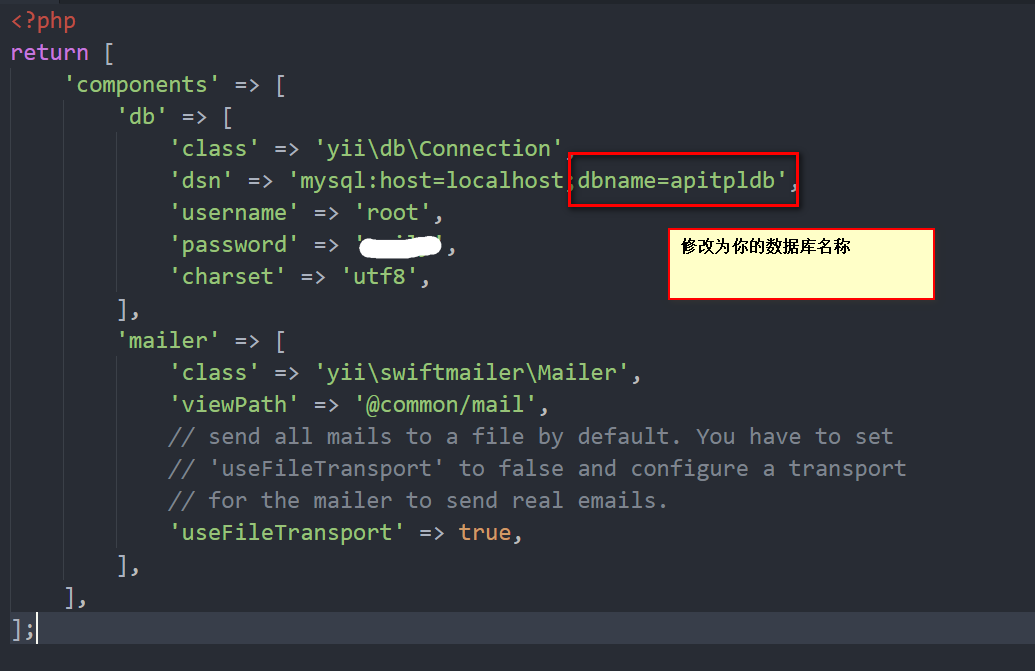 <?php
return [
    'components' => [
        'db' => [
            'class' => 'yii\db\Connection',
            'dsn' => 'mysql:host=localhost;dbname=apitpldb',
            'username' => 'root',
            'password' => '',
            'charset' => 'utf8',
修改为你的数据库名称
        ],
        'mailer' => [
            'class' => 'yii\swiftmailer\Mailer',
            'viewPath' => '@common/mail',
            // send all mails to a file by default. You have to set
            // 'useFileTransport' to false and configure a transport
            // for the mailer to send real emails.
            'useFileTransport' => true,
        ],
    ],
];